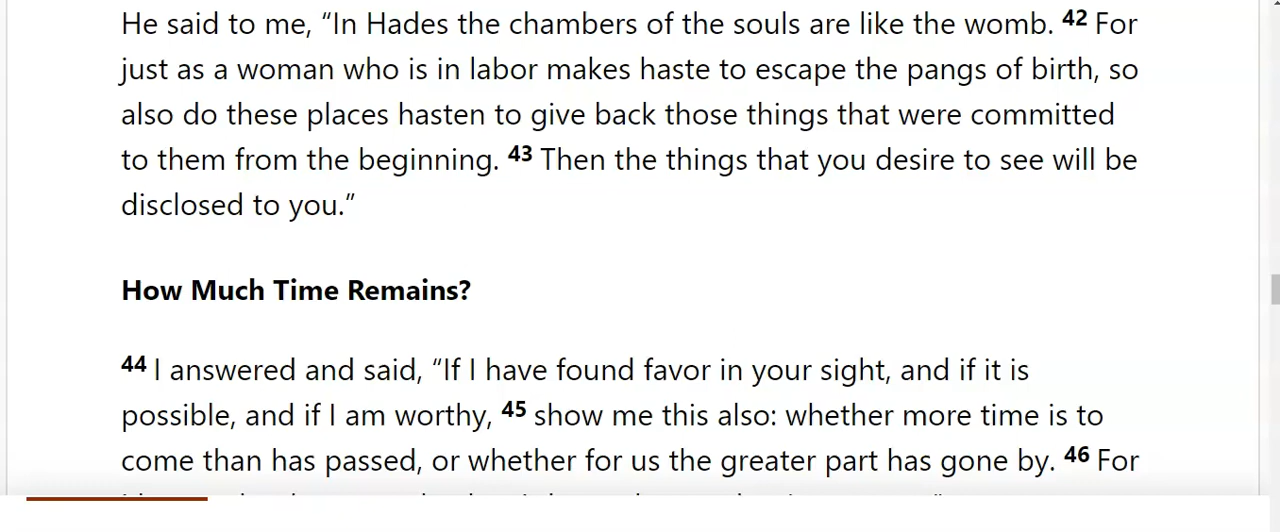 He said to me, “In Hades the chambers of the souls are like the womb. 42 For
just as a woman who is in labor makes haste to escape the pangs of birth, so
also do these places hasten to give back those things that were committed
to them from the beginning. 43 Then the things that you desire to see will be
disclosed to you.”
How Much Time Remains?
44 I answered and said, “If I have found favor in your sight, and if it is
possible, and if I am worthy, 45 show me this also: whether more time is to
come than has passed, or whether for us the greater part has gone by. 46 For